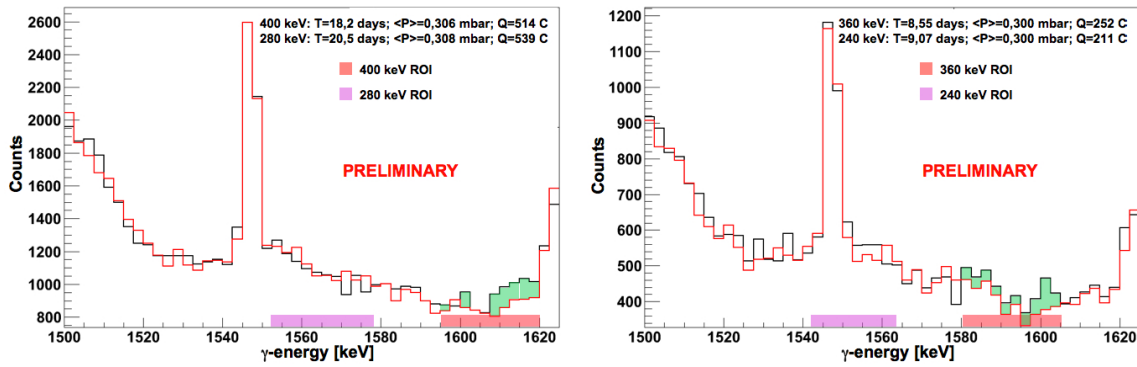 400 keV: T=18,2 days; <P>=0,306 mbar; Q=514 C
280 keV: T=20,5 days; <P>=0,308 mbar; Q=539 C
400 keV ROI
280 keV ROI
PRELIMINARY
Counts
2600
2400
2200
2000
1800
1600
1400
1200
1000
800
1500 1520 1540 1560 1580 1600 1620
γ-energy [keV]
360 keV: T=8,55 days; <P>=0,300 mbar; Q=252 C
240 keV: T=9,07 days; <P>=0,300 mbar; Q=211 C
360 keV ROI
240 keV ROI
PRELIMINARY
Counts
1200
1100
1000
900
800
700
600
500
400
1500 1520 1540 1560 1580 1600 1620
γ-energy [keV]